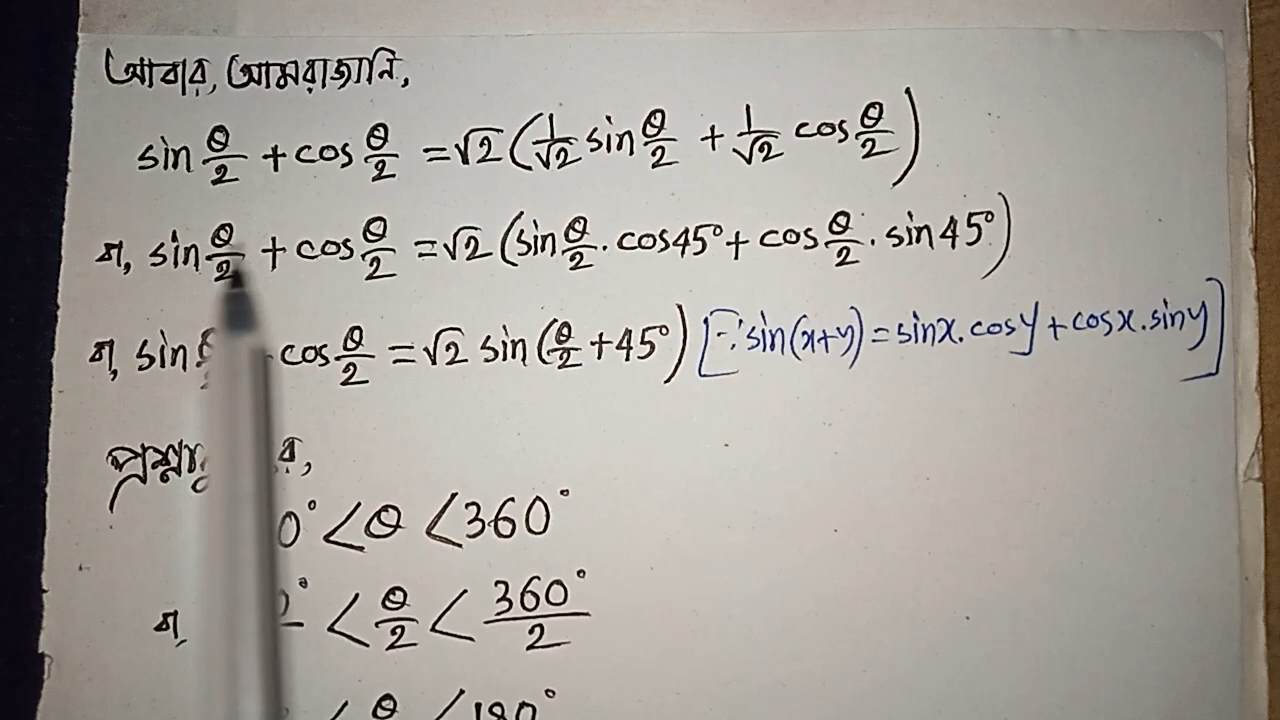 আবার, আমরা জানি,
sin θ/2 + cos θ/2 = √2 (1/√2 sin θ/2 + 1/√2 cos θ/2)
বা, sin θ/2 + cos θ/2 = √2 (sin θ/2 . cos45° + cos θ/2 . sin45°)
বা, sin cos θ/2 = √2 sin (θ/2 + 45°) [∵ sin(x+y) = sinx.cosy + cosx.siny]
0° < θ < 360°
বা, < θ/2 < 360°/2
< θ < 180°